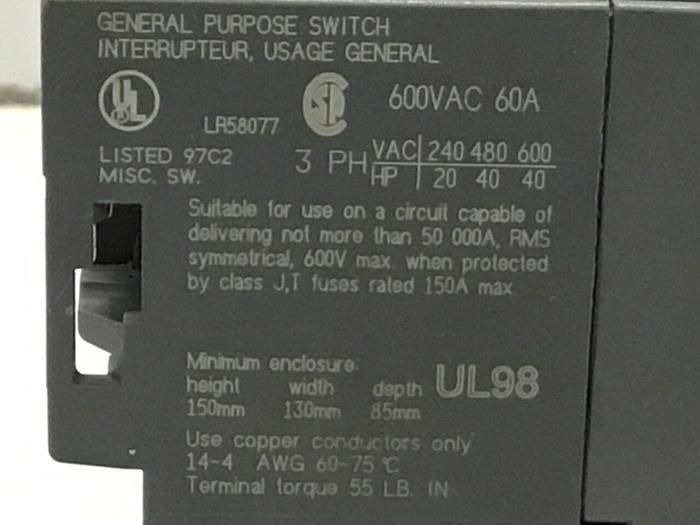 GENERAL PURPOSE SWITCH
INTERRUPTEUR, USAGE GENERAL
UL
LR58077
SA
600VAC 60A
LISTED 97C2
MISC. SW.
3 PH
VAC 240 480 600
HP 20 40 40
Suitable for use on a circuit capable of
delivering not more than 50 000A, RMS
symmetrical, 600V max. when protected
by class J,T fuses rated 150A max.
Minimum enclosure:
height width depth
150mm 130mm 85mm
UL98
Use copper conductors only
14-4 AWG 60-75 °C
Terminal torque 55 LB. IN.